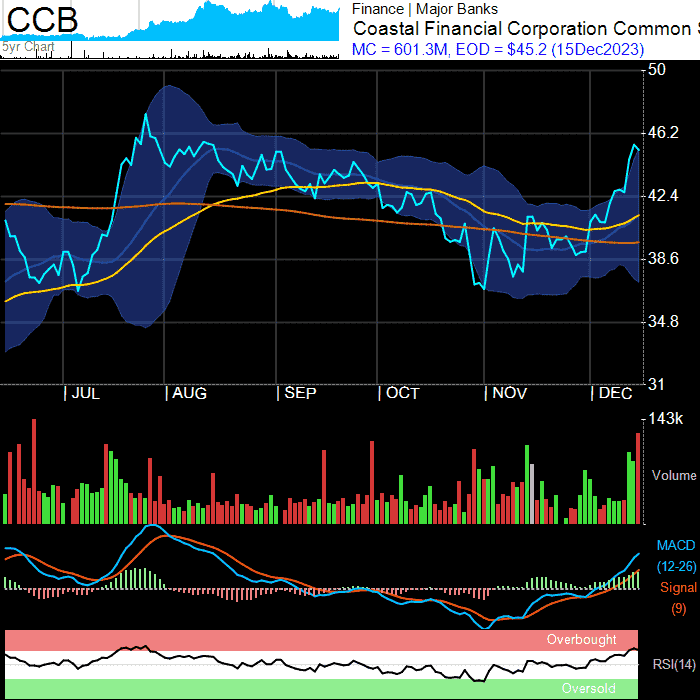 CCB
5yr Chart
Finance | Major Banks
Coastal Financial Corporation Common S
MC = 601.3M, EOD = $45.2 (15Dec2023)
50
46.2
42.4
38.6
34.8
31
| JUL | AUG | SEP | OCT | NOV | DEC
143k
Volume
MACD
(12-26)
Signal
(9)
Overbought
RSI(14)
Oversold